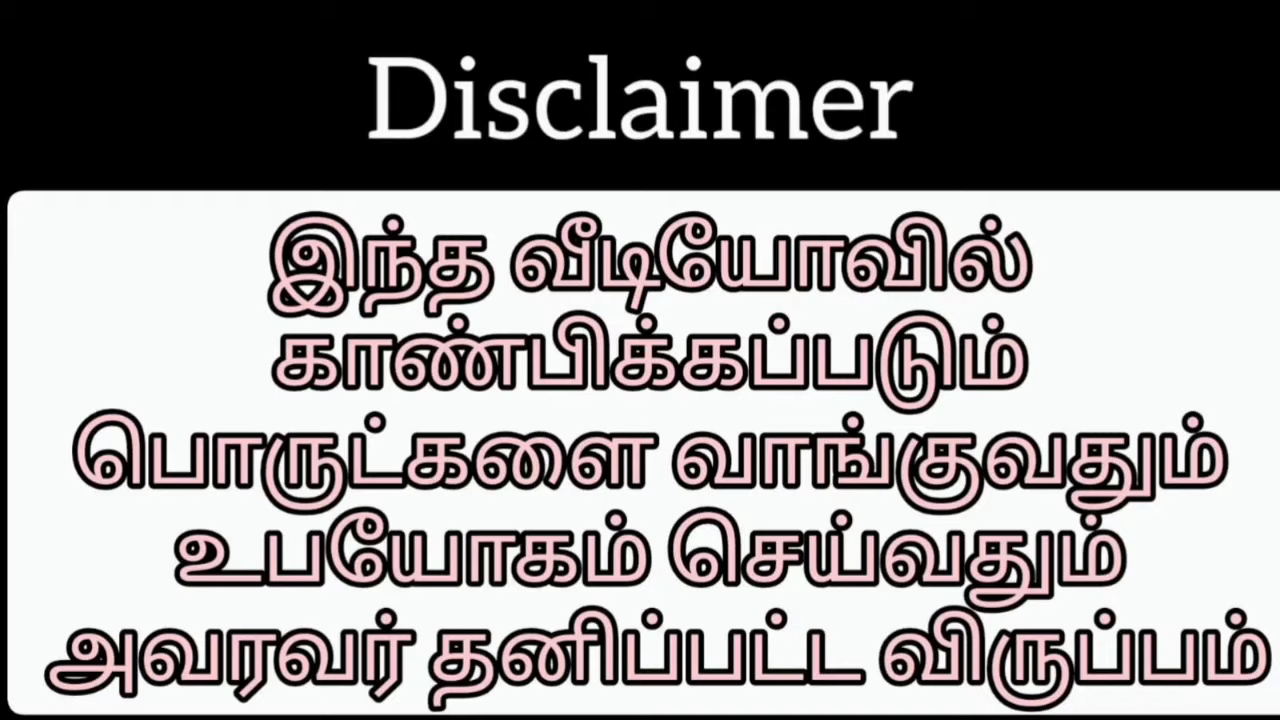 Disclaimer
இந்த வீடியோவில்
காண்பிக்கப்படும்
பொருட்களை வாங்குவதும்
உபயோகம் செய்வதும்
அவரவர் தனிப்பட்ட விருப்பம்